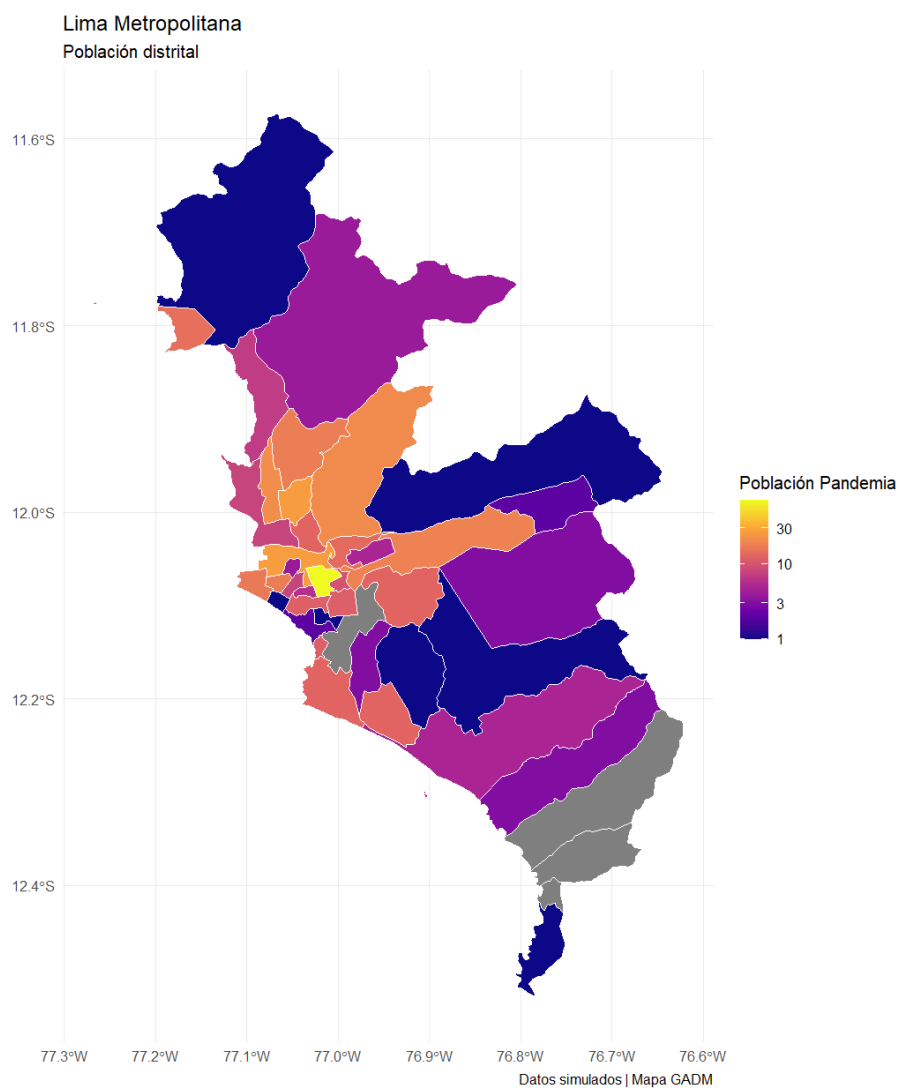 Lima Metropolitana
Población distrital
11.6°S
11.8°S
12.0°S
12.2°S
12.4°S
77.3°W
77.2°W
77.1°W
77.0°W
76.9°W
76.8°W
76.7°W
76.6°W
Población Pandemia
30
10
3
1
Datos simulados | Mapa GADM